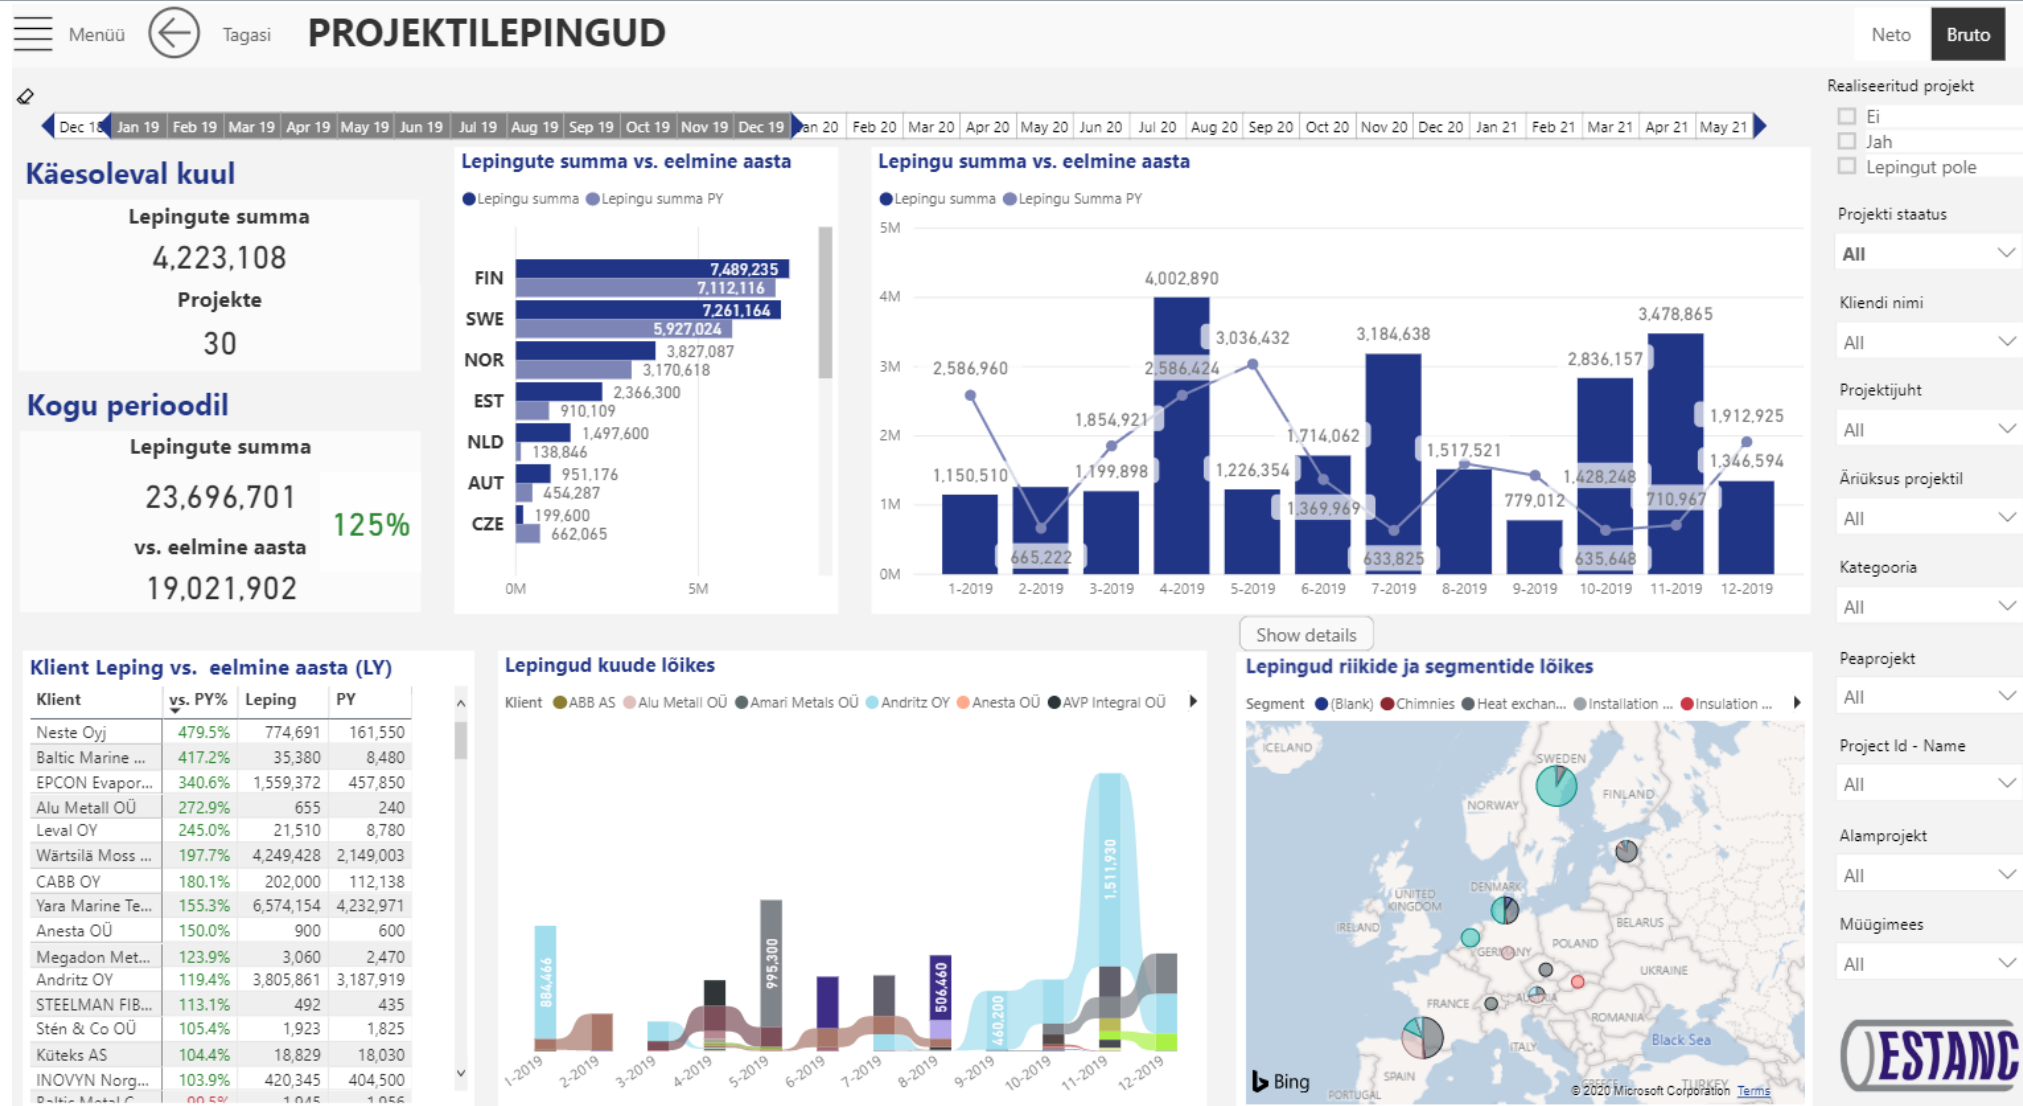 Menüü
Tagasi
PROJEKTILEPINGUD
Neto
Bruto
Dec 18 Jan 19 Feb 19 Mar 19 Apr 19 May 19 Jun 19 Jul 19 Aug 19 Sep 19 Oct 19 Nov 19 Dec 19 an 20 Feb 20 Mar 20 Apr 20 May 20 Jun 20 Jul 20 Aug 20 Sep 20 Oct 20 Nov 20 Dec 20 Jan 21 Feb 21 Mar 21 Apr 21 May 21
Käesoleval kuul
Lepingute summa
4,223,108
Projekte
30
Kogu perioodil
Lepingute summa
23,696,701
125%
vs. eelmine aasta
19,021,902
Lepingute summa vs. eelmine aasta
Lepingu summa Lepingu summa PY
FIN 7,489,235
7,112,116
SWE 7,261,164
5,927,024
NOR 3,827,087
3,170,618
EST 2,366,300
910,109
NLD 1,497,600
138,846
AUT 951,176
454,287
CZE 199,600
662,065
0M 5M
Lepingu summa vs. eelmine aasta
Lepingu summa Lepingu Summa PY
5M
4M
3M
2M
1M
0M
2,586,960
1,150,510
665,222
1,854,921
1,199,898
4,002,890
2,586,424
3,036,432
1,226,354
1,714,062
1,369,969
3,184,638
633,825
1,517,521
779,012
2,836,157
1,428,248
635,648
3,478,865
710,967
1,912,925
1,346,594
1-2019 2-2019 3-2019 4-2019 5-2019 6-2019 7-2019 8-2019 9-2019 10-2019 11-2019 12-2019
Show details
Klient Leping vs. eelmine aasta (LY)
Klient vs. PY% Leping PY
Neste Oyj 479.5% 774,691 161,550
Baltic Marine ... 417.2% 35,380 8,480
EPCON Evapor... 340.6% 1,559,372 457,850
Alu Metall OÜ 272.9% 655 240
Leval OY 245.0% 21,510 8,780
Wärtsilä Moss ... 197.7% 4,249,428 2,149,003
CABB OY 180.1% 202,000 112,138
Yara Marine Te... 155.3% 6,574,154 4,232,971
Anesta OÜ 150.0% 900 600
Megadon Met... 123.9% 3,060 2,470
Andritz OY 119.4% 3,805,861 3,187,919
STEELMAN FIB... 113.1% 492 435
Stén & Co OÜ 105.4% 1,923 1,825
Küteks AS 104.4% 18,829 18,030
INOVYN Norg... 103.9% 420,345 404,500
Baltic Metal C... 99.5% 1,945 1,956
Lepingud kuude lõikes
Klient ABB AS Alu Metall OÜ Amari Metals OÜ Andritz OY Anesta OÜ AVP Integral OÜ
884,466
995,300
506,460
460,200
1,511,930
1-2019 2-2019 3-2019 4-2019 5-2019 6-2019 7-2019 8-2019 9-2019 10-2019 11-2019 12-2019
Lepingud riikide ja segmentide lõikes
Segment (Blank) Chimnies Heat exchan... Installation ... Insulation ...
ICELAND
SWEDEN
FINLAND
NORWAY
DENMARK
UNITED
KINGDOM
IRELAND
BELARUS
POLAND
GERMANY
UKRAINE
FRANCE
AUSTRIA
ROMANIA
ITALY
Black Sea
SPAIN
PORTUGAL
GREECE
TURKEY
Bing
© 2020 Microsoft Corporation Terms
Realiseeritud projekt
Ei
Jah
Lepingut pole
Projekti staatus
All
Kliendi nimi
All
Projektijuht
All
Äriüksus projektil
All
Kategooria
All
Peaprojekt
All
Project Id - Name
All
Alamprojekt
All
Müügimees
All
ESTANC